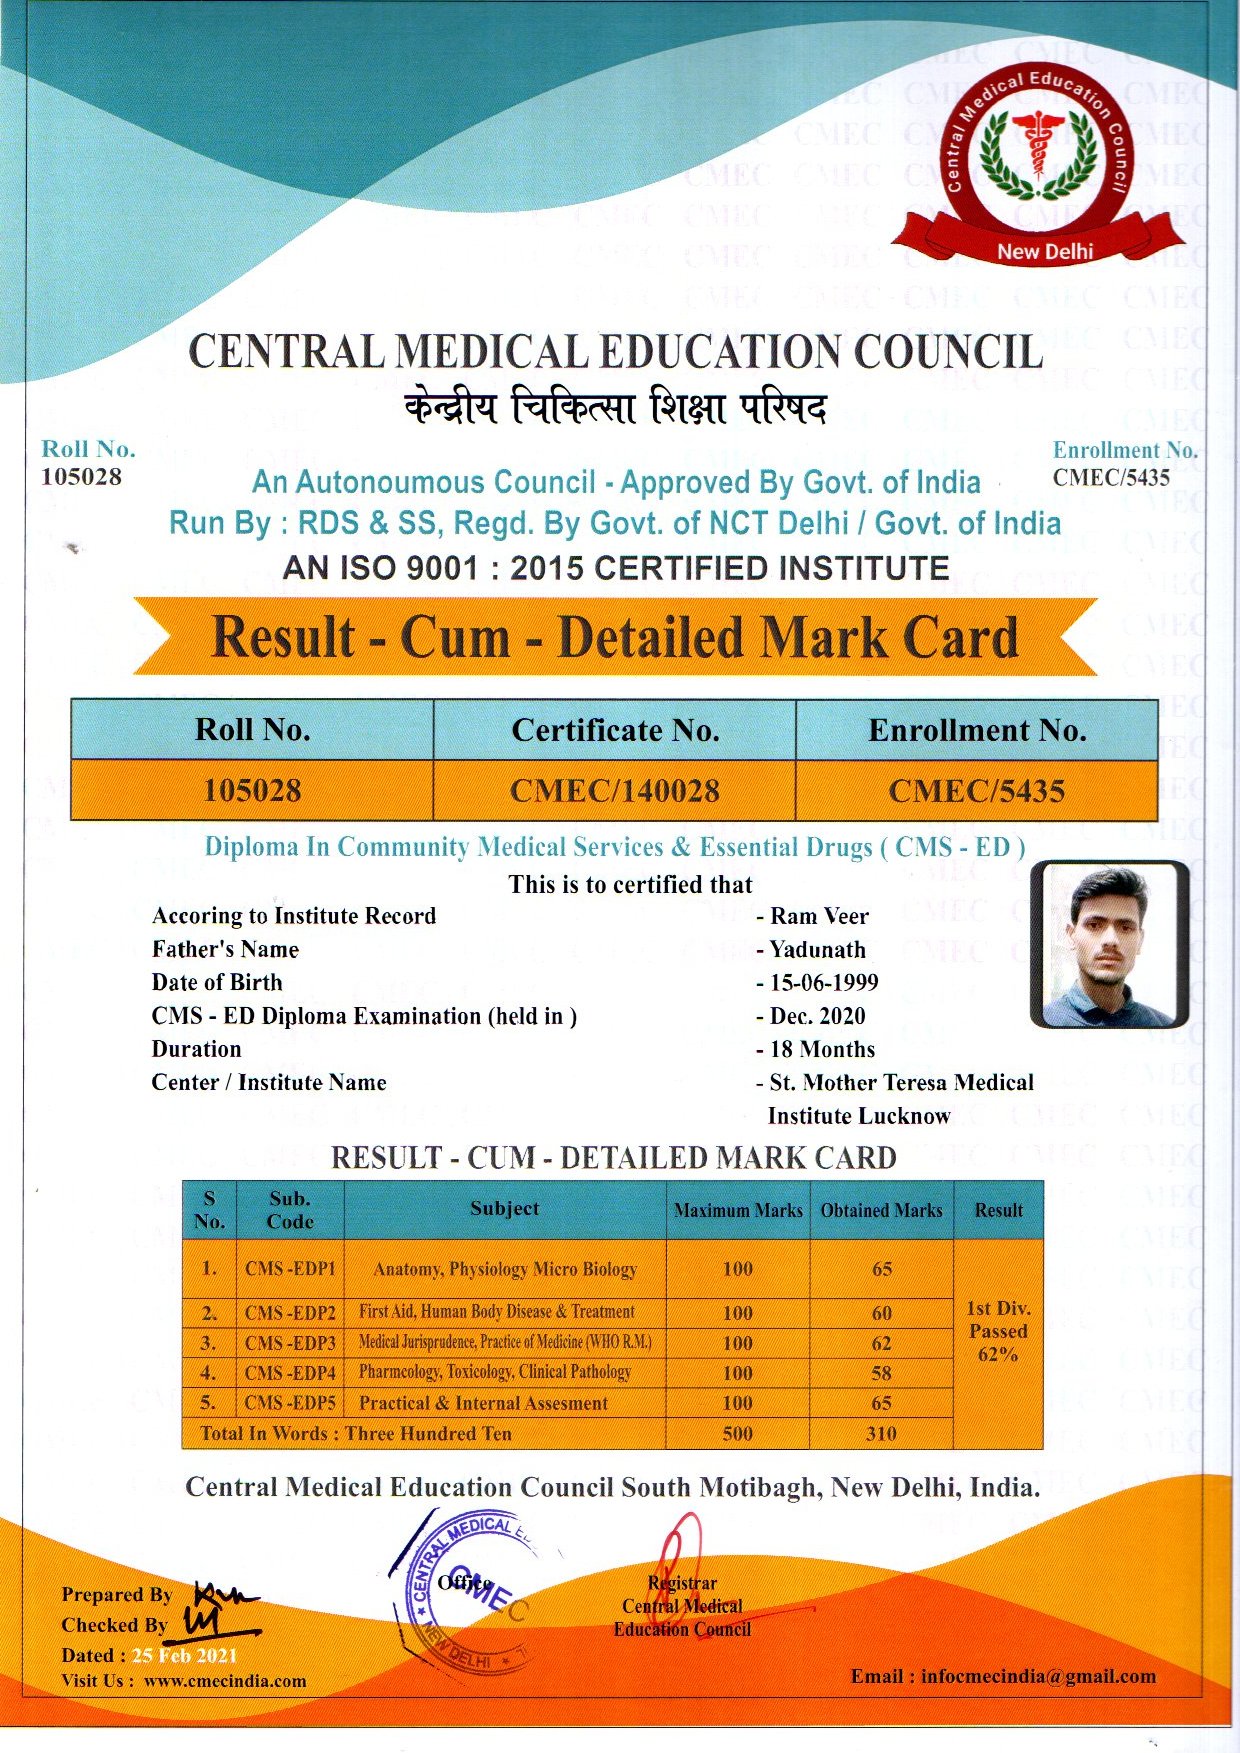 Central Medical Education Council
New Delhi
CENTRAL MEDICAL EDUCATION COUNCIL
केन्द्रीय चिकित्सा शिक्षा परिषद
Roll No.
105028
Enrollment No.
CMEC/5435
An Autonoumous Council - Approved By Govt. of India
Run By : RDS & SS, Regd. By Govt. of NCT Delhi / Govt. of India
AN ISO 9001 : 2015 CERTIFIED INSTITUTE
Result - Cum - Detailed Mark Card
Roll No. Certificate No. Enrollment No.
105028 CMEC/140028 CMEC/5435
Diploma In Community Medical Services & Essential Drugs ( CMS - ED )
This is to certified that
Accoring to Institute Record - Ram Veer
Father's Name - Yadunath
Date of Birth - 15-06-1999
CMS - ED Diploma Examination (held in ) - Dec. 2020
Duration - 18 Months
Center / Institute Name - St. Mother Teresa Medical
Institute Lucknow
RESULT - CUM - DETAILED MARK CARD
S No. Sub. Code Subject Maximum Marks Obtained Marks Result
1. CMS -EDP1 Anatomy, Physiology Micro Biology 100 65
2. CMS -EDP2 First Aid, Human Body Disease & Treatment 100 60
3. CMS -EDP3 Medical Jurisprudence, Practice of Medicine (WHO R.M.) 100 62
4. CMS -EDP4 Pharmcology, Toxicology, Clinical Pathology 100 58
5. CMS -EDP5 Practical & Internal Assesment 100 65
1st Div.
Passed
62%
Total In Words : Three Hundred Ten 500 310
Central Medical Education Council South Motibagh, New Delhi, India.
CENTRAL MEDICAL
CMEC
NEW DELHI
Office
Registrar
Central Medical
Education Council
Prepared By
Checked By
Dated : 25 Feb 2021
Visit Us : www.cmecindia.com
Email : infocmecindia@gmail.com